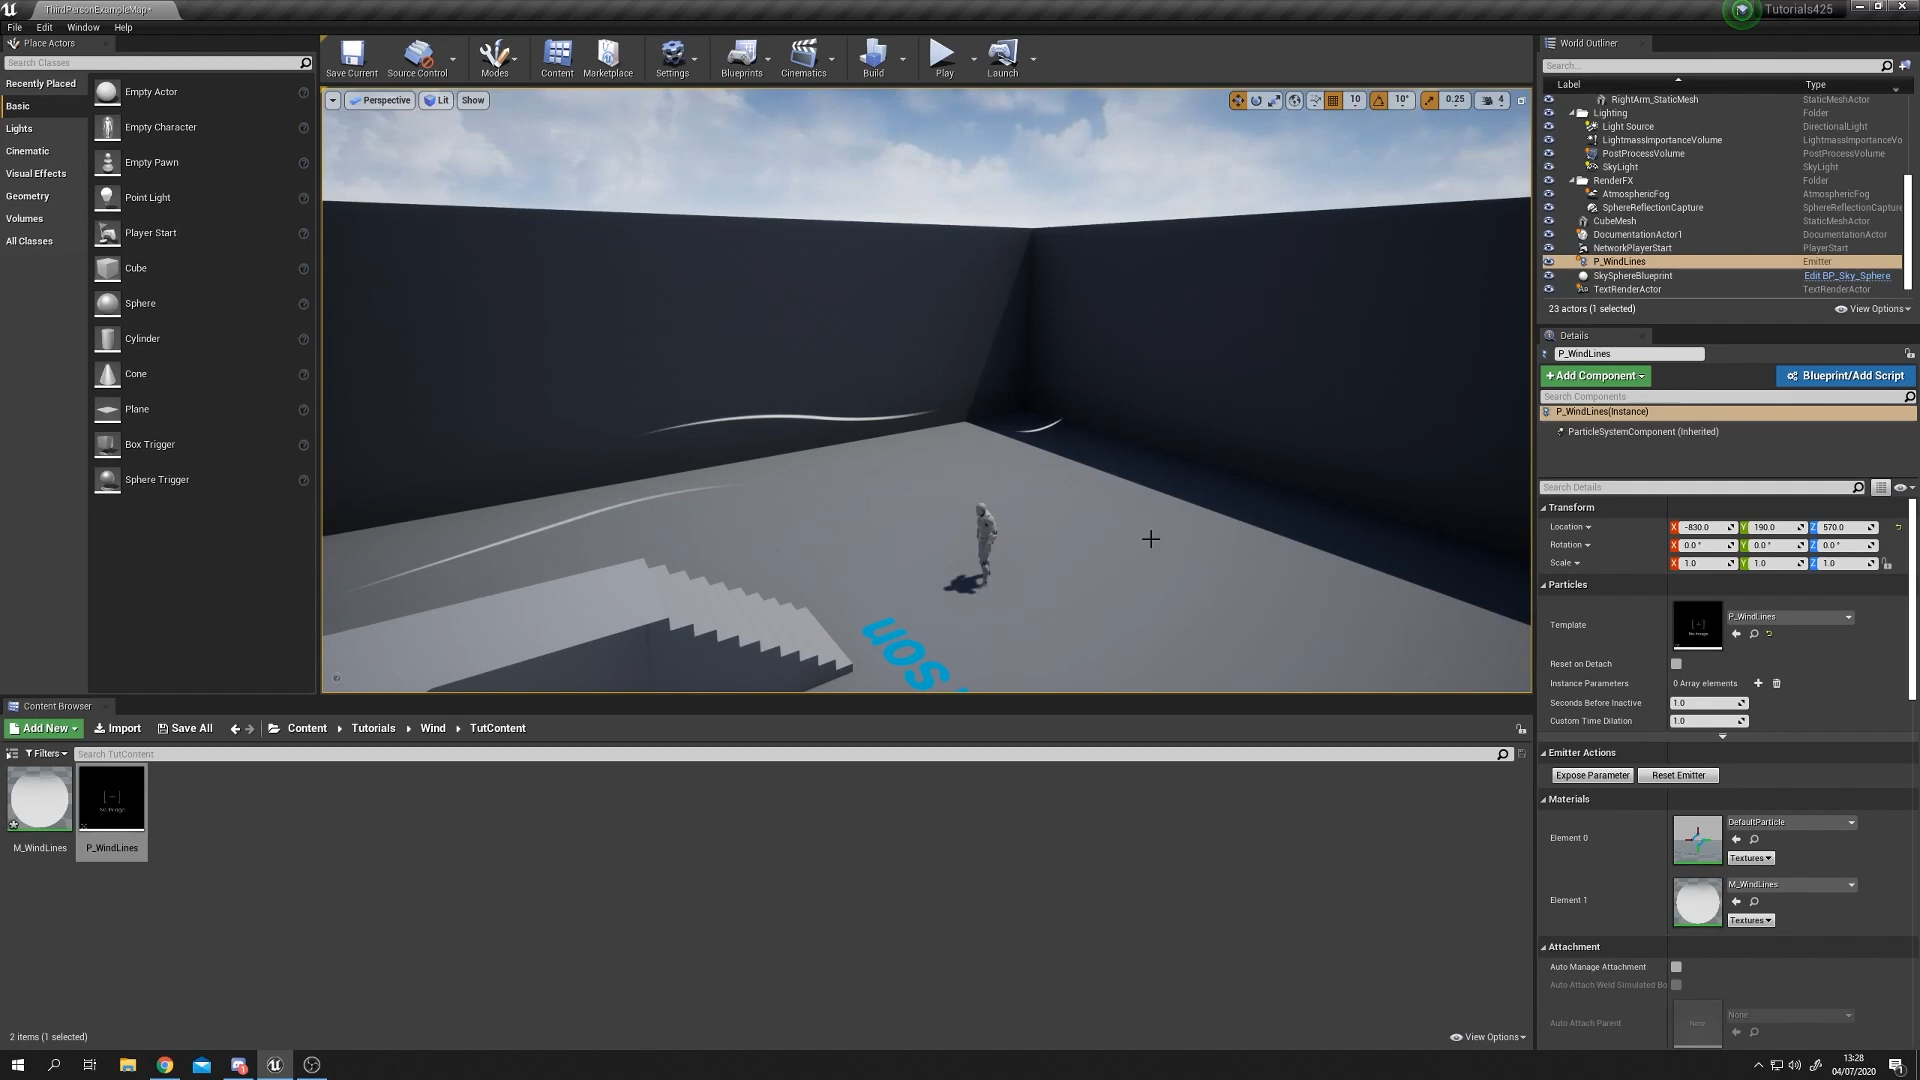 ThirdPersonExampleMap*
Tutorials425
File Edit Window Help
Place Actors
Search Classes
Recently Placed
Basic
Lights
Cinematic
Visual Effects
Geometry
Volumes
All Classes
Empty Actor
Empty Character
Empty Pawn
Point Light
Player Start
Cube
Sphere
Cylinder
Cone
Plane
Box Trigger
Sphere Trigger
Save Current Source Control Modes Content Marketplace Settings Blueprints Cinematics Build Play Launch
Perspective Lit Show
10 10° 0.25 4
son
World Outliner
Search...
Label Type
RightArm_StaticMesh StaticMeshActor
Lighting Folder
Light Source DirectionalLight
LightmassImportanceVolume LightmassImportanceVo
PostProcessVolume PostProcessVolume
SkyLight SkyLight
RenderFX Folder
AtmosphericFog AtmosphericFog
SphereReflectionCapture SphereReflectionCapture
CubeMesh StaticMeshActor
DocumentationActor1 DocumentationActor
NetworkPlayerStart PlayerStart
P_WindLines Emitter
SkySphereBlueprint Edit BP_Sky_Sphere
TextRenderActor TextRenderActor
23 actors (1 selected) View Options
Details
P_WindLines
+Add Component Blueprint/Add Script
Search Components
P_WindLines(Instance)
ParticleSystemComponent (Inherited)
Search Details
Transform
Location X -830.0 Y 190.0 Z 570.0
Rotation X 0.0° Y 0.0° Z 0.0°
Scale X 1.0 Y 1.0 Z 1.0
Particles
Template P_WindLines
Reset on Detach
Instance Parameters 0 Array elements
Seconds Before Inactive 1.0
Custom Time Dilation 1.0
Emitter Actions
Expose Parameter Reset Emitter
Materials
Element 0 DefaultParticle
Textures
Element 1 M_WindLines
Textures
Attachment
Auto Manage Attachment
Auto Attach Weld Simulated Bo
Auto Attach Parent None None
Content Browser
Add New Import Save All Content Tutorials Wind TutContent
Filters Search TutContent
No Image
M_WindLines P_WindLines
2 items (1 selected) View Options
13:28
04/07/2020